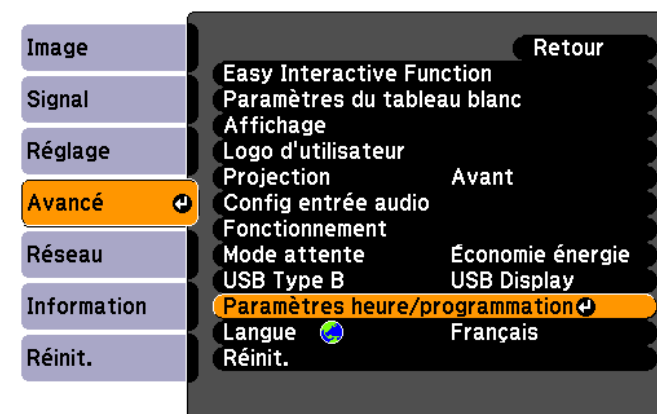 Image
Signal
Réglage
Avancé
Réseau
Information
Réinit.
Retour
Easy Interactive Function
Paramètres du tableau blanc
Affichage
Logo d'utilisateur
Projection Avant
Config entrée audio
Fonctionnement
Mode attente Économie énergie
USB Type B USB Display
Paramètres heure/programmation
Langue Français
Réinit.